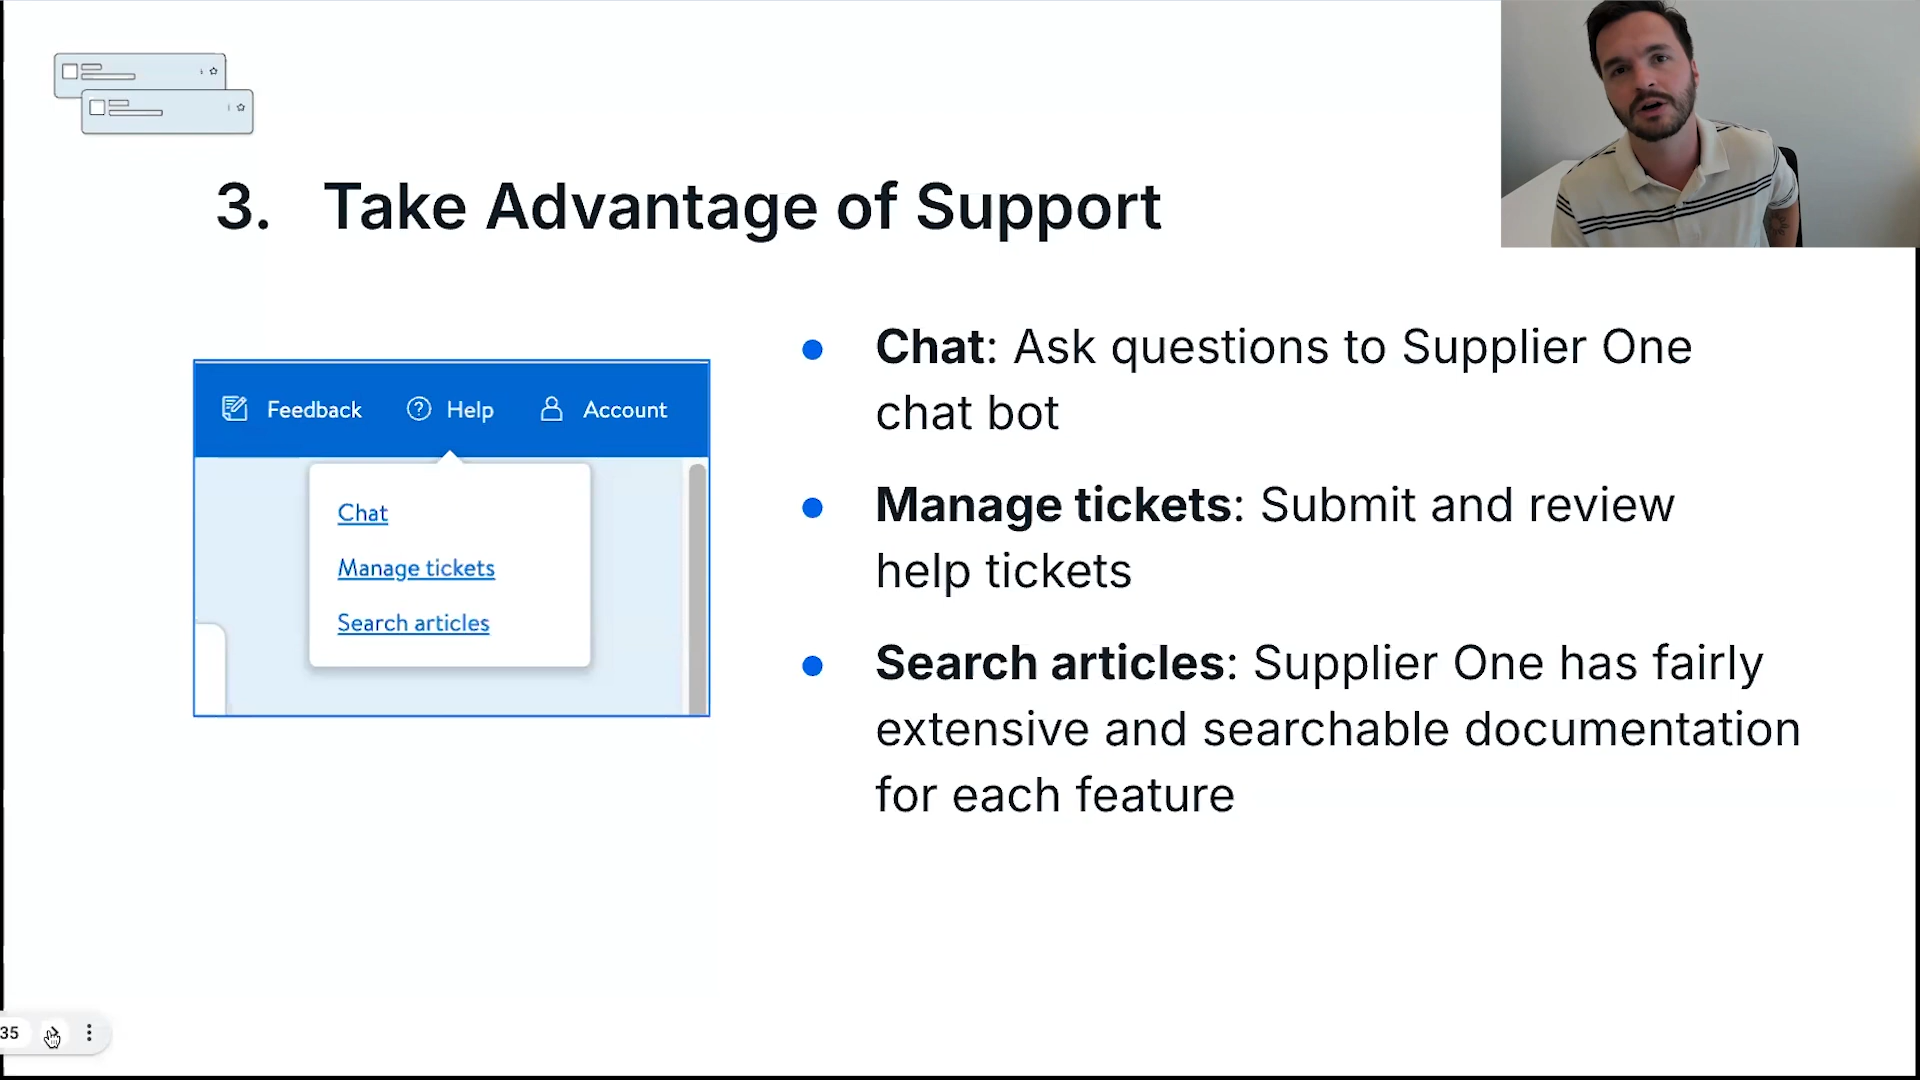 3. Take Advantage of Support
Feedback Help Account
Chat
Manage tickets
Search articles
Chat: Ask questions to Supplier One
chat bot
Manage tickets: Submit and review
help tickets
Search articles: Supplier One has fairly
extensive and searchable documentation
for each feature
35